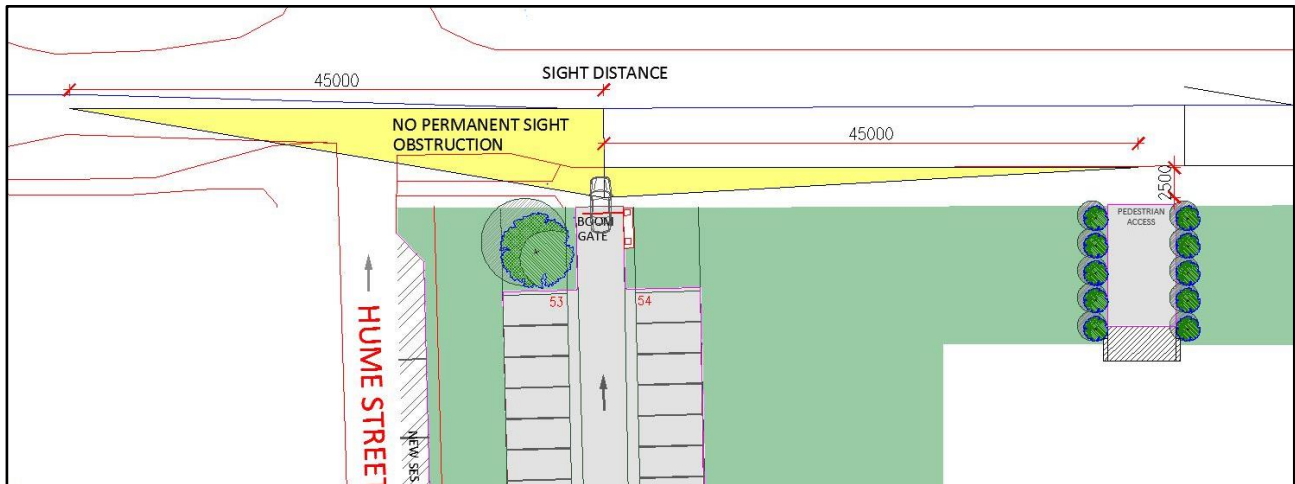 45000
SIGHT DISTANCE
NO PERMANENT SIGHT
OBSTRUCTION
45000
2500
PEDESTRIAN
ACCESS
BOOM
GATE
53
54
HUME STREET
NEW SES